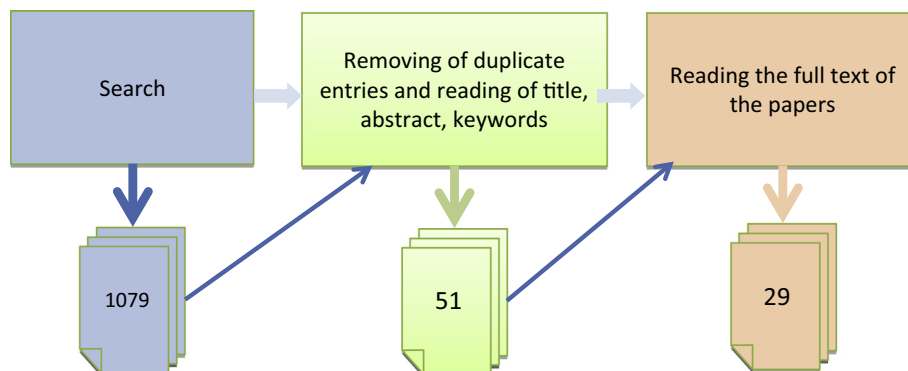 Search
Removing of duplicate
entries and reading of title,
abstract, keywords
Reading the full text of
the papers
1079
51
29